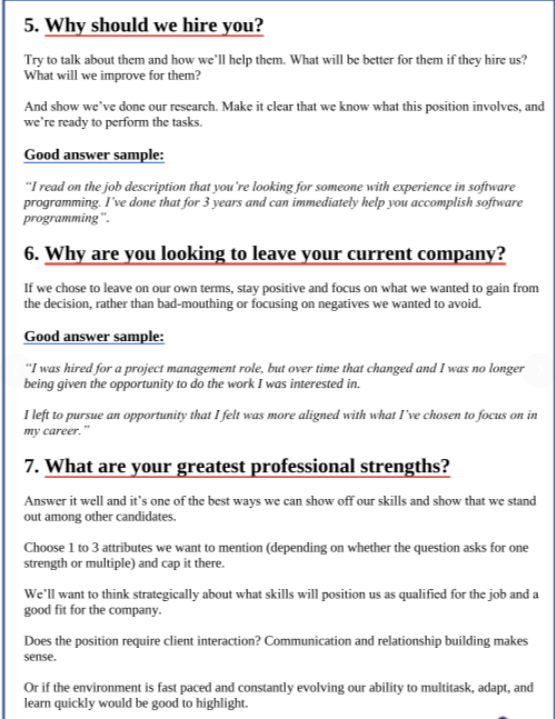 5. Why should we hire you?
Try to talk about them and how we'll help them. What will be better for them if they hire us?
What will we improve for them?
And show we've done our research. Make it clear that we know what this position involves, and
we're ready to perform the tasks.
Good answer sample:
"I read on the job description that you're looking for someone with experience in software
programming. I've done that for 3 years and can immediately help you accomplish software
programming".
6. Why are you looking to leave your current company?
If we chose to leave on our own terms, stay positive and focus on what we wanted to gain from
the decision, rather than bad-mouthing or focusing on negatives we wanted to avoid.
Good answer sample:
"I was hired for a project management role, but over time that changed and I was no longer
being given the opportunity to do the work I was interested in.
I left to pursue an opportunity that I felt was more aligned with what I've chosen to focus on in
my career."
7. What are your greatest professional strengths?
Answer it well and it's one of the best ways we can show off our skills and show that we stand
out among other candidates.
Choose 1 to 3 attributes we want to mention (depending on whether the question asks for one
strength or multiple) and cap it there.
We'll want to think strategically about what skills will position us as qualified for the job and a
good fit for the company.
Does the position require client interaction? Communication and relationship building makes
sense.
Or if the environment is fast paced and constantly evolving our ability to multitask, adapt, and
learn quickly would be good to highlight.